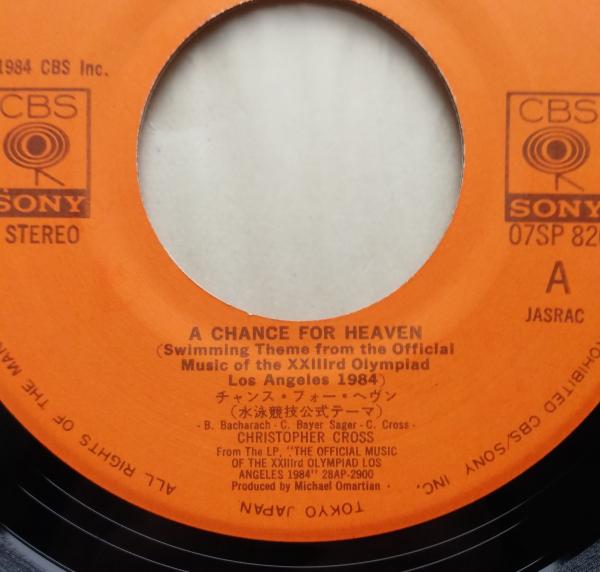 1984 CBS Inc.
CBS
SONY
STEREO
CBS
SONY
07SP 82
A
JASRAC
A CHANCE FOR HEAVEN
(Swimming Theme from the Official
Music of the XXIIIrd Olympiad
Los Angeles 1984)
チャンス・フォー・ヘヴン
(水泳競技公式テーマ)
- B. Bacharach - C. Bayer Sager - C. Cross -
CHRISTOPHER CROSS
From The LP, "THE OFFICIAL MUSIC
OF THE XXIIIrd OLYMPIAD LOS
ANGELES 1984" 28AP-2900
Produced by Michael Omartian ·
ALL RIGHTS OF THE
CBS/SONY INC.
TOKYO JAPAN